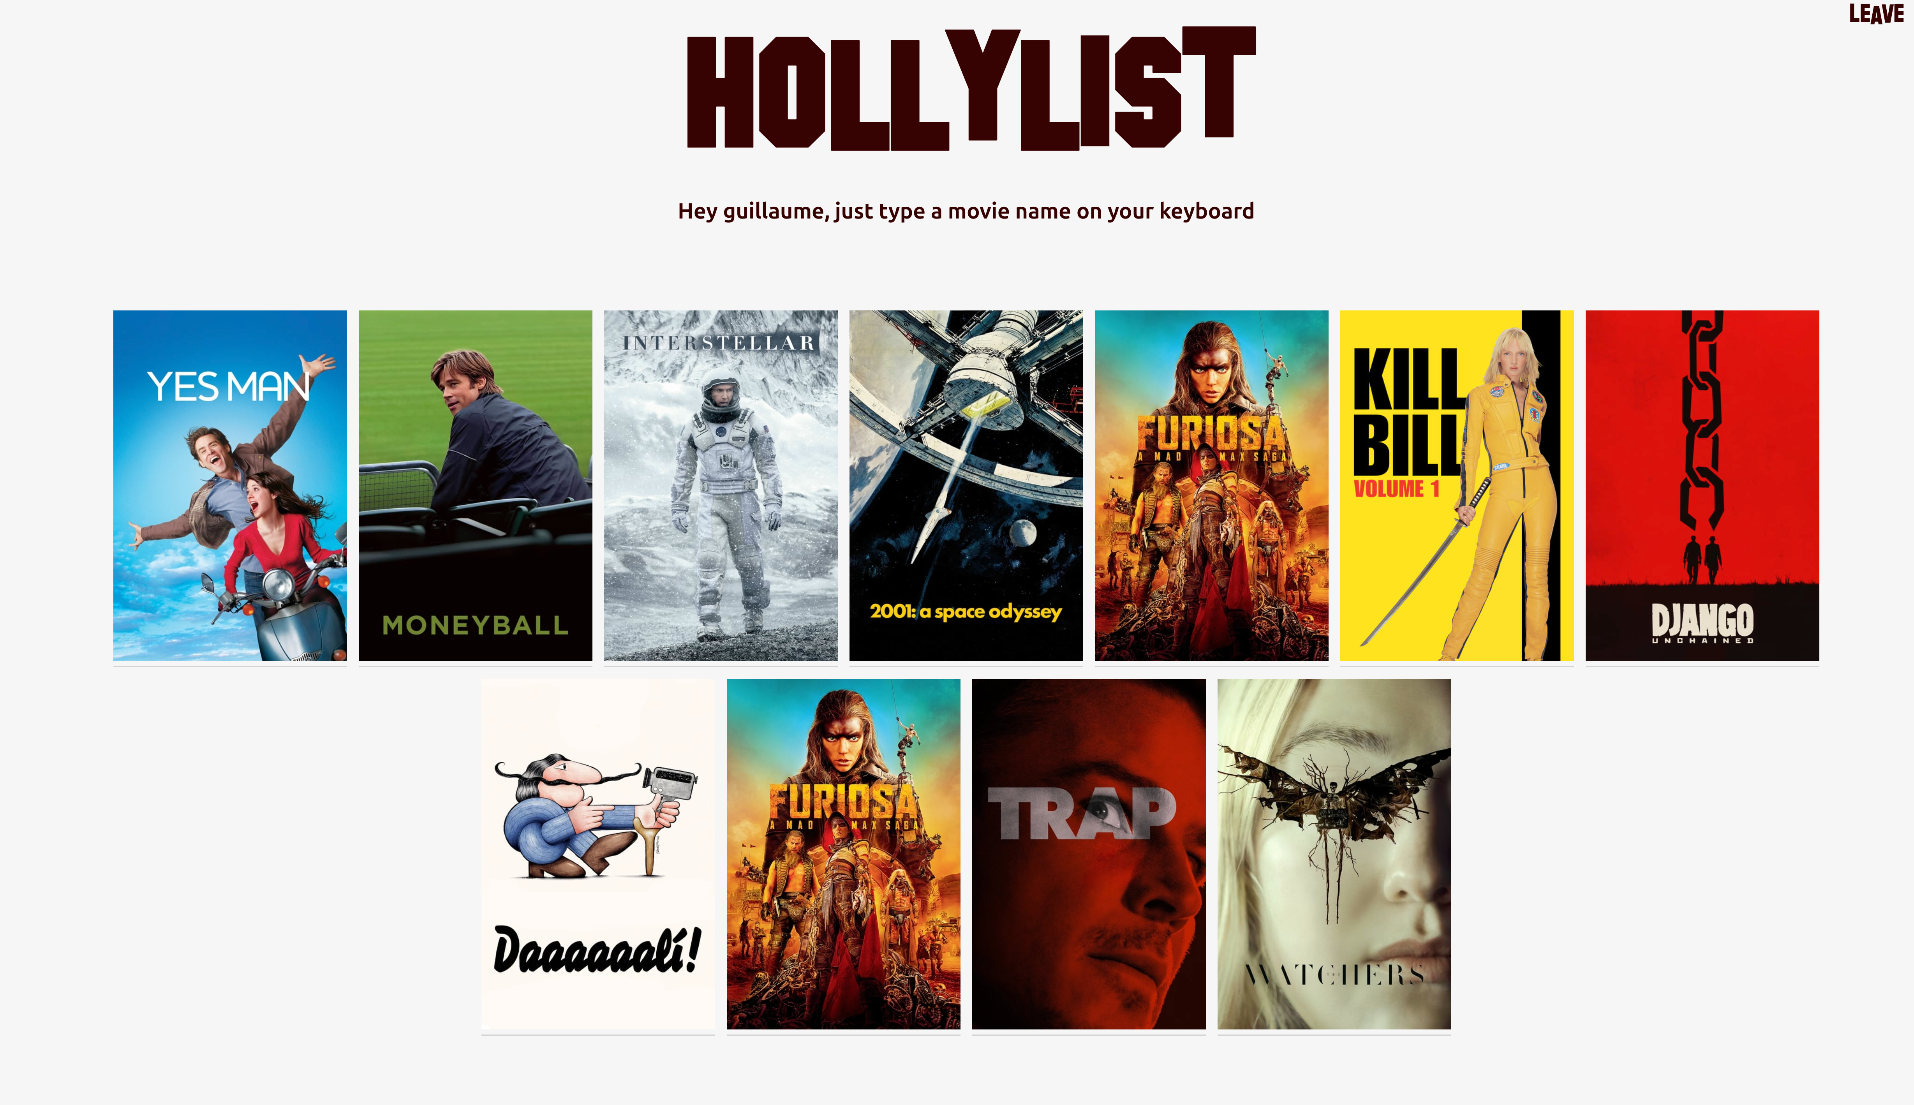 LEAVE
HOLLYLIST
Hey guillaume, just type a movie name on your keyboard
YES MAN
MONEYBALL
INTERSTELLAR
2001: a space odyssey
FURIOSA
A MAD MAX SAGA
KILL
BILL
VOLUME 1
DJANGO
UNCHAINED
Daaaaaalí!
FURIOSA
A MAD MAX SAGA
TRAP
WATCHERS